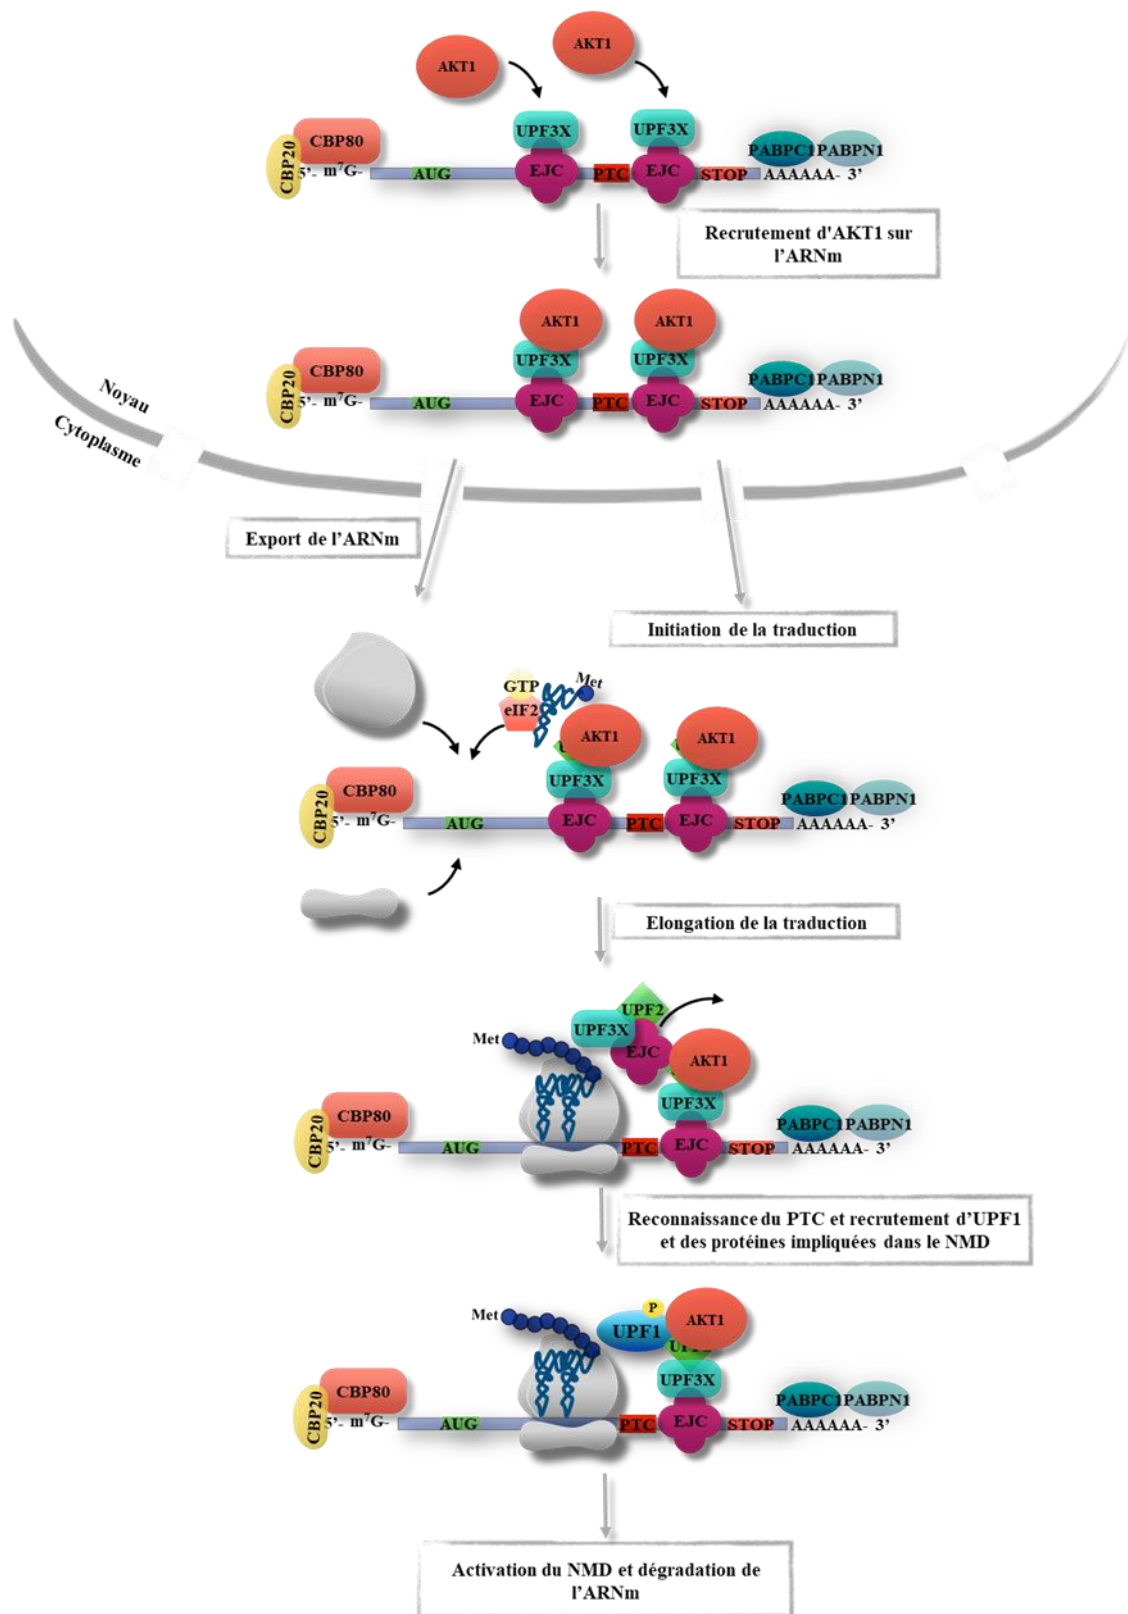 AKT1
AKT1
UPF3X
UPF3X
CBP80
CBP20
PABPC1
PABPN1
5’- m⁷G-
AUG
EJC
PTC
EJC
STOP
AAAAAA- 3’
Recrutement d'AKT1 sur
l’ARNm
AKT1
AKT1
UPF3X
UPF3X
CBP80
CBP20
PABPC1
PABPN1
5’- m⁷G-
AUG
EJC
PTC
EJC
STOP
AAAAAA- 3’
Noyau
Cytoplasme
Export de l’ARNm
Initiation de la traduction
GTP
eIF2
Met
AKT1
AKT1
UPF3X
UPF3X
CBP80
CBP20
PABPC1
PABPN1
5’- m⁷G-
AUG
EJC
PTC
EJC
STOP
AAAAAA- 3’
Elongation de la traduction
UPF2
UPF3X
EJC
Met
AKT1
UPF3X
CBP80
CBP20
PABPC1
PABPN1
5’- m⁷G-
AUG
PTC
EJC
STOP
AAAAAA- 3’
Reconnaissance du PTC et recrutement d’UPF1
et des protéines impliquées dans le NMD
Met
P
UPF1
AKT1
UPF3X
CBP80
CBP20
PABPC1
PABPN1
5’- m⁷G-
AUG
PTC
EJC
STOP
AAAAAA- 3’
Activation du NMD et dégradation de
l’ARNm